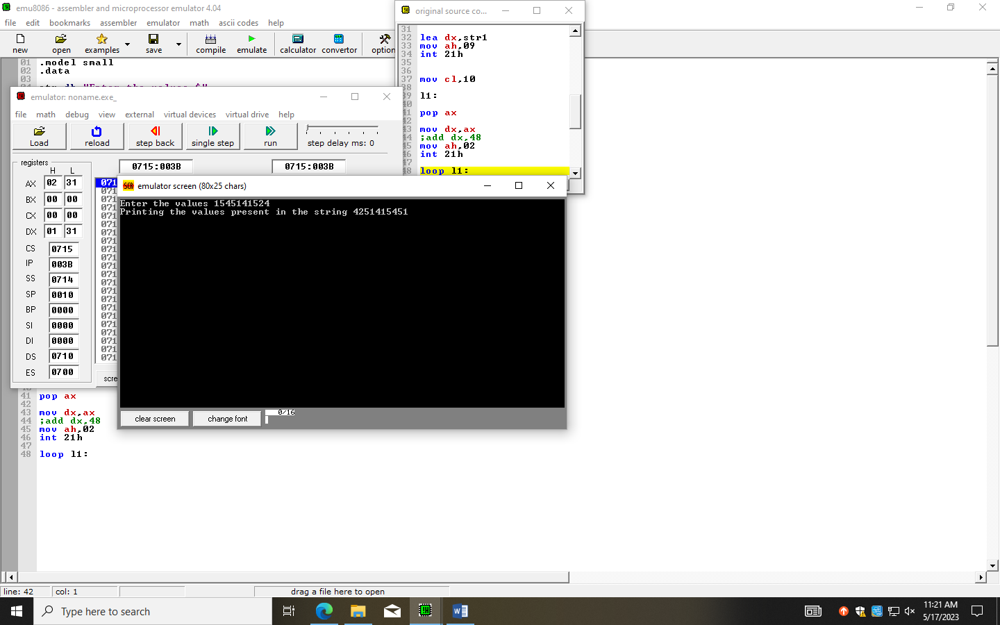 emu8086 - assembler and microprocessor emulator 4.04
file edit bookmarks assembler emulator math ascii codes help
new open examples save compile emulate calculator convertor option
01 .model small
02 .data
03
original source co...
31
32 lea dx,str1
33 mov ah,09
34 int 21h
35
36
37 mov cl,10
38
39 l1:
40
41 pop ax
42
43 mov dx,ax
44 ;add dx,48
45 mov ah,02
46 int 21h
47
48 loop l1:
emulator: noname.exe_
file math debug view external virtual devices virtual drive help
Load reload step back single step run step delay ms: 0
registers
H L
0715:003B 0715:003B
AX 02 31
BX 00 00
CX 00 00
DX 01 31
CS 0715
IP 003B
SS 0714
SP 0010
BP 0000
SI 0000
DI 0000
DS 0710
ES 0700
SCR emulator screen (80x25 chars)
Enter the values 1545141524
Printing the values present in the string 4251415451
clear screen change font 0/16
41 pop ax
42
43 mov dx,ax
44 ;add dx,48
45 mov ah,02
46 int 21h
47
48 loop l1:
line: 42 col: 1 drag a file here to open
Type here to search
11:21 AM
5/17/2023